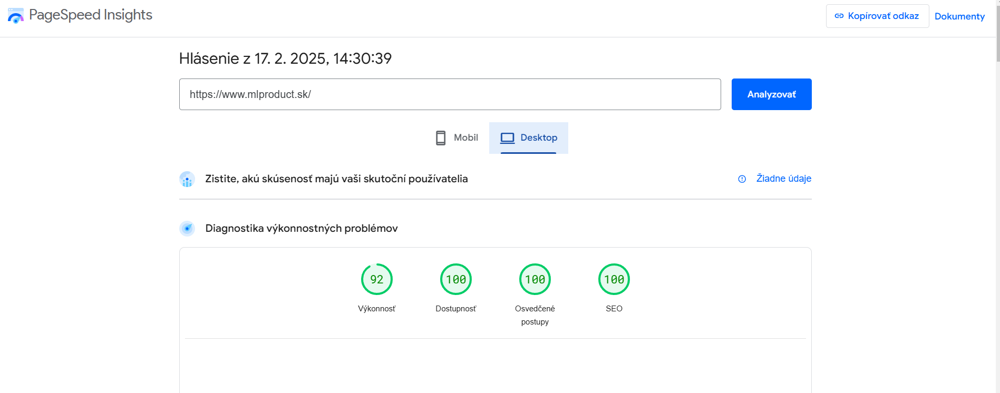 PageSpeed Insights
Kopírovať odkaz
Dokumenty
Hlásenie z 17. 2. 2025, 14:30:39
https://www.mlproduct.sk/
Analyzovať
Mobil
Desktop
Zistite, akú skúsenosť majú vaši skutoční používatelia
Žiadne údaje
Diagnostika výkonnostných problémov
92
100
100
100
Výkonnosť
Dostupnosť
Osvedčené
postupy
SEO